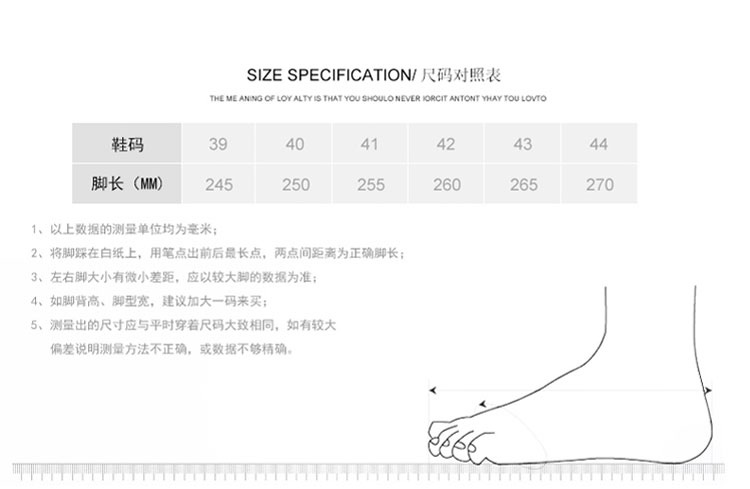 SIZE SPECIFICATION/ 尺码对照表
THE ME ANING OF LOY ALTY IS THAT YOU SHOULO NEVER IORCIT ANTONT YHAY TOU LOVTO
鞋码 39 40 41 42 43 44
脚长（MM） 245 250 255 260 265 270
1、以上数据的测量单位均为毫米；
2、将脚踩在白纸上，用笔点出前后最长点，两点间距离为正确脚长；
3、左右脚大小有微小差距，应以较大脚的数据为准；
4、如脚背高、脚型宽，建议加大一码来买；
5、测量出的尺寸应与平时穿着尺码大致相同，如有较大
偏差说明测量方法不正确，或数据不够精确。